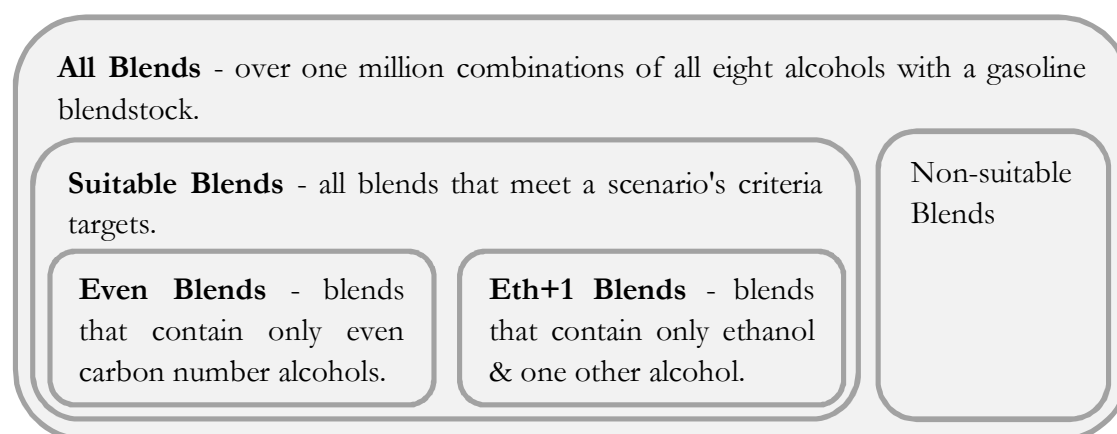 All Blends - over one million combinations of all eight alcohols with a gasoline
blendstock.
Suitable Blends - all blends that meet a scenario's criteria
targets.
Even Blends - blends
that contain only even
carbon number alcohols.
Eth+1 Blends - blends
that contain only ethanol
& one other alcohol.
Non-suitable
Blends